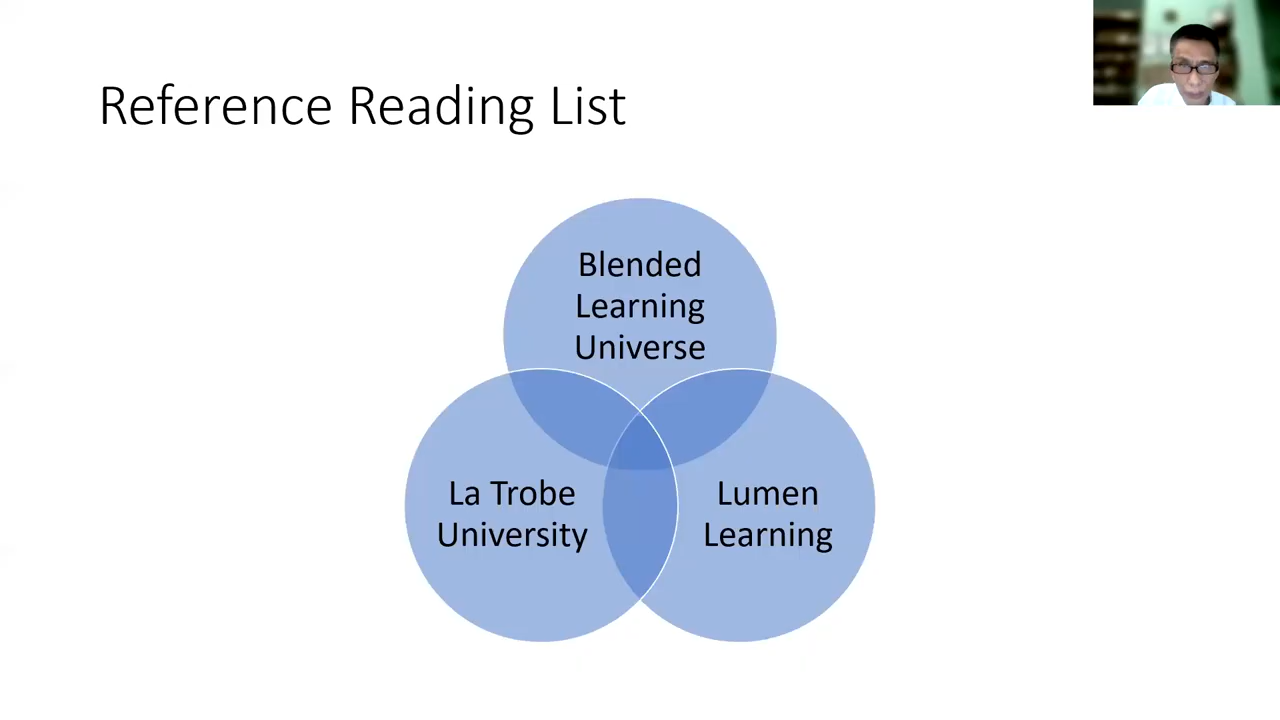 Reference Reading List
Blended
Learning
Universe
La Trobe
University
Lumen
Learning